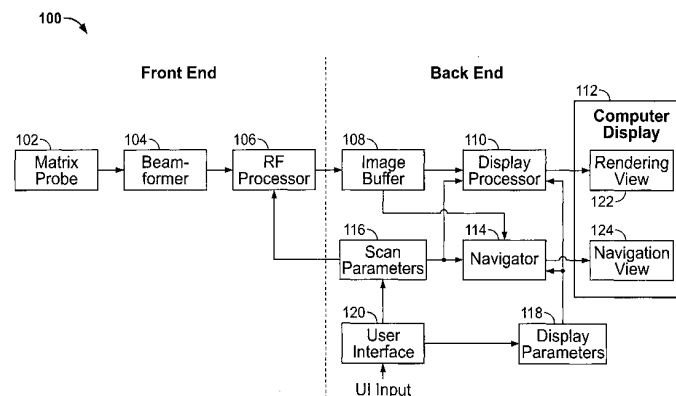 100
Front End
Back End
112
Computer
Display
102
Matrix
Probe
104
Beam-
former
106
RF
Processor
108
Image
Buffer
110
Display
Processor
Rendering
View
122
116
Scan
Parameters
114
Navigator
124
Navigation
View
120
User
Interface
118
Display
Parameters
UI Input